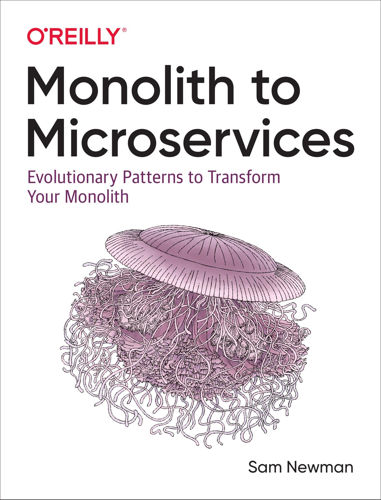 O'REILLY®
Monolith to
Microservices
Evolutionary Patterns to Transform
Your Monolith
Sam Newman